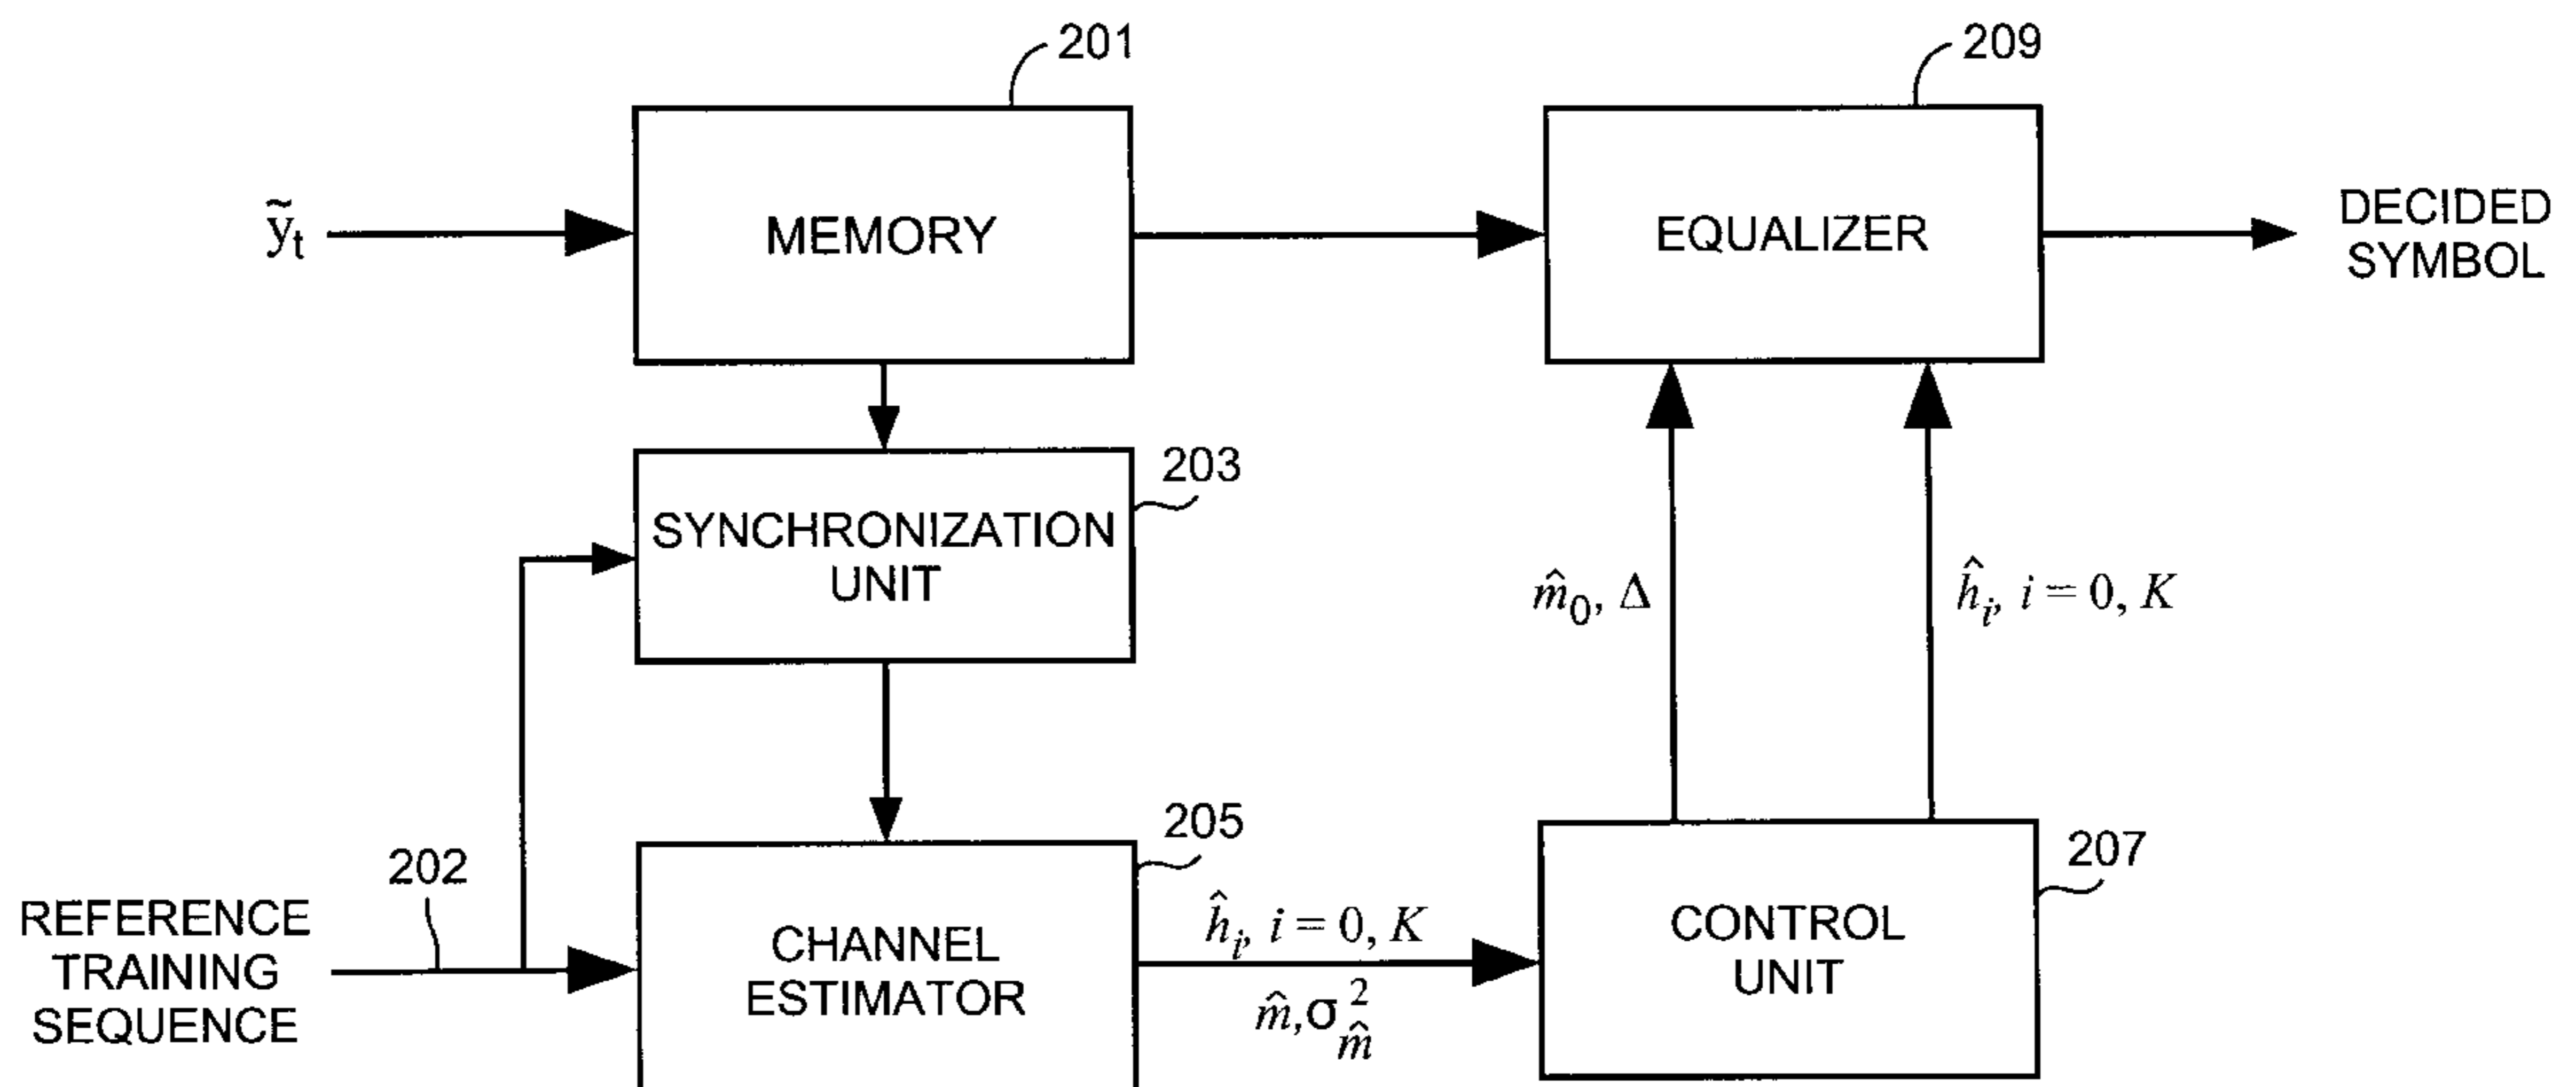 201
209
ỹt
MEMORY
EQUALIZER
DECIDED
SYMBOL
203
SYNCHRONIZATION
UNIT
m̂0, Δ
ĥi, i = 0, K
202
205
207
REFERENCE
TRAINING
SEQUENCE
CHANNEL
ESTIMATOR
ĥi, i = 0, K
m̂, σ²m̂
CONTROL
UNIT